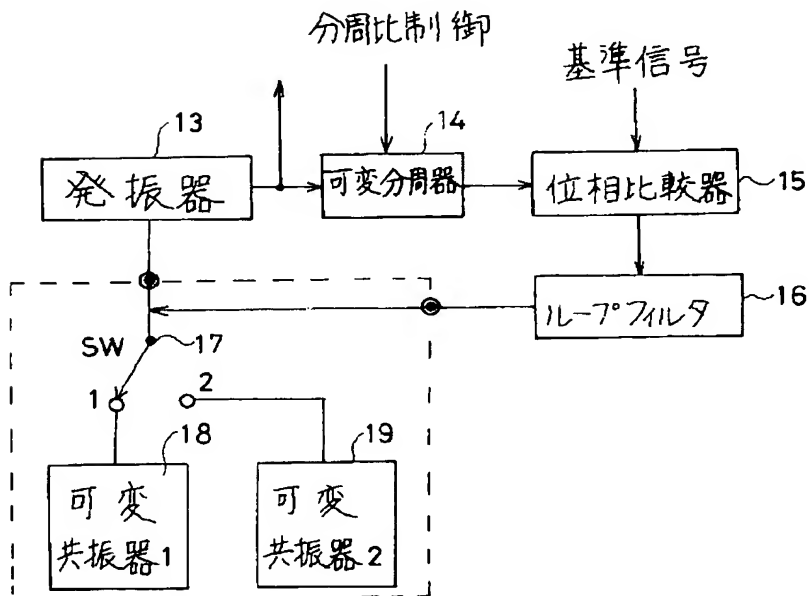 分周比制御
基準信号
13
14
発振器
可変分周器
位相比較器
15
ループフィルタ
16
SW
17
1
2
18
19
可変
共振器1
可変
共振器2